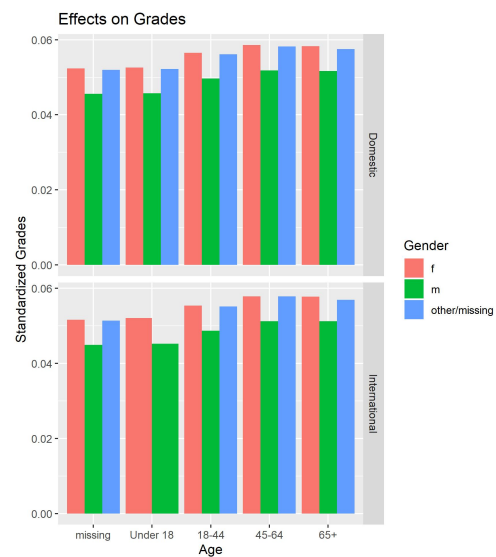 Effects on Grades
Standardized Grades
0.06
0.04
0.02
0.00
Domestic
0.06
0.04
0.02
0.00
International
missing Under 18 18-44 45-64 65+
Age
Gender
f
m
other/missing